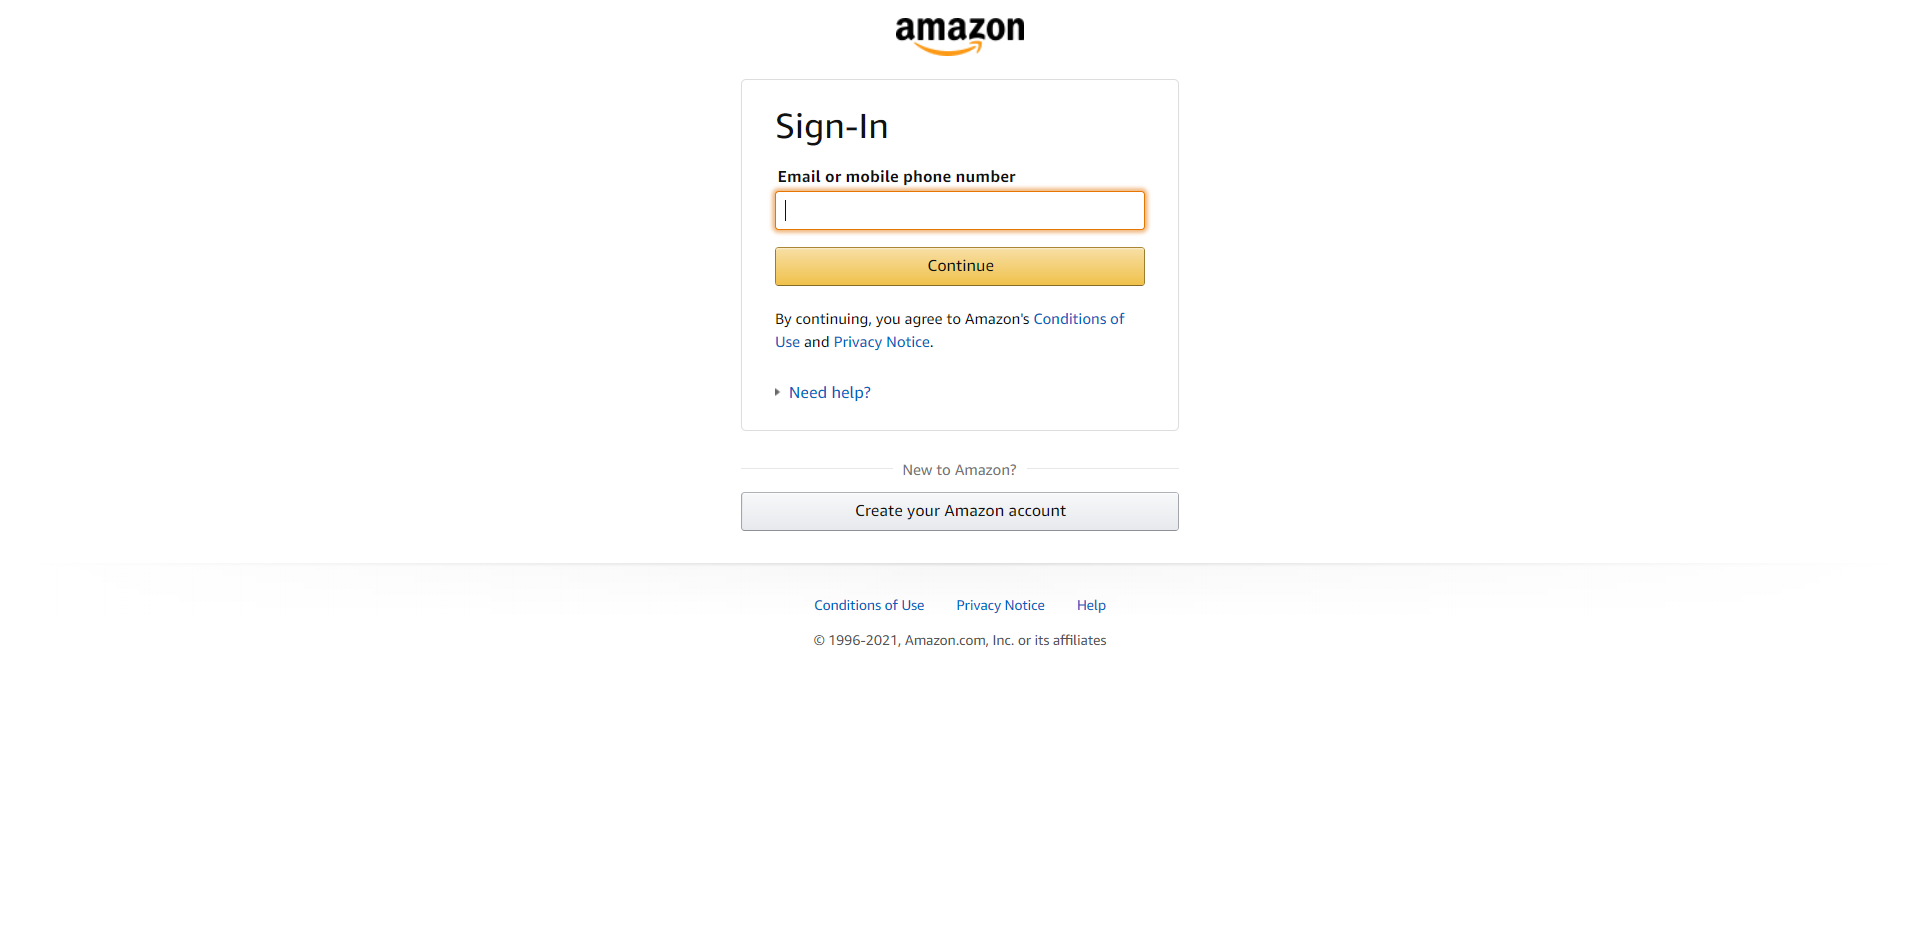 amazon
Sign-In
Email or mobile phone number
Continue
By continuing, you agree to Amazon's Conditions of
Use and Privacy Notice.
Need help?
New to Amazon?
Create your Amazon account
Conditions of Use Privacy Notice Help
© 1996-2021, Amazon.com, Inc. or its affiliates